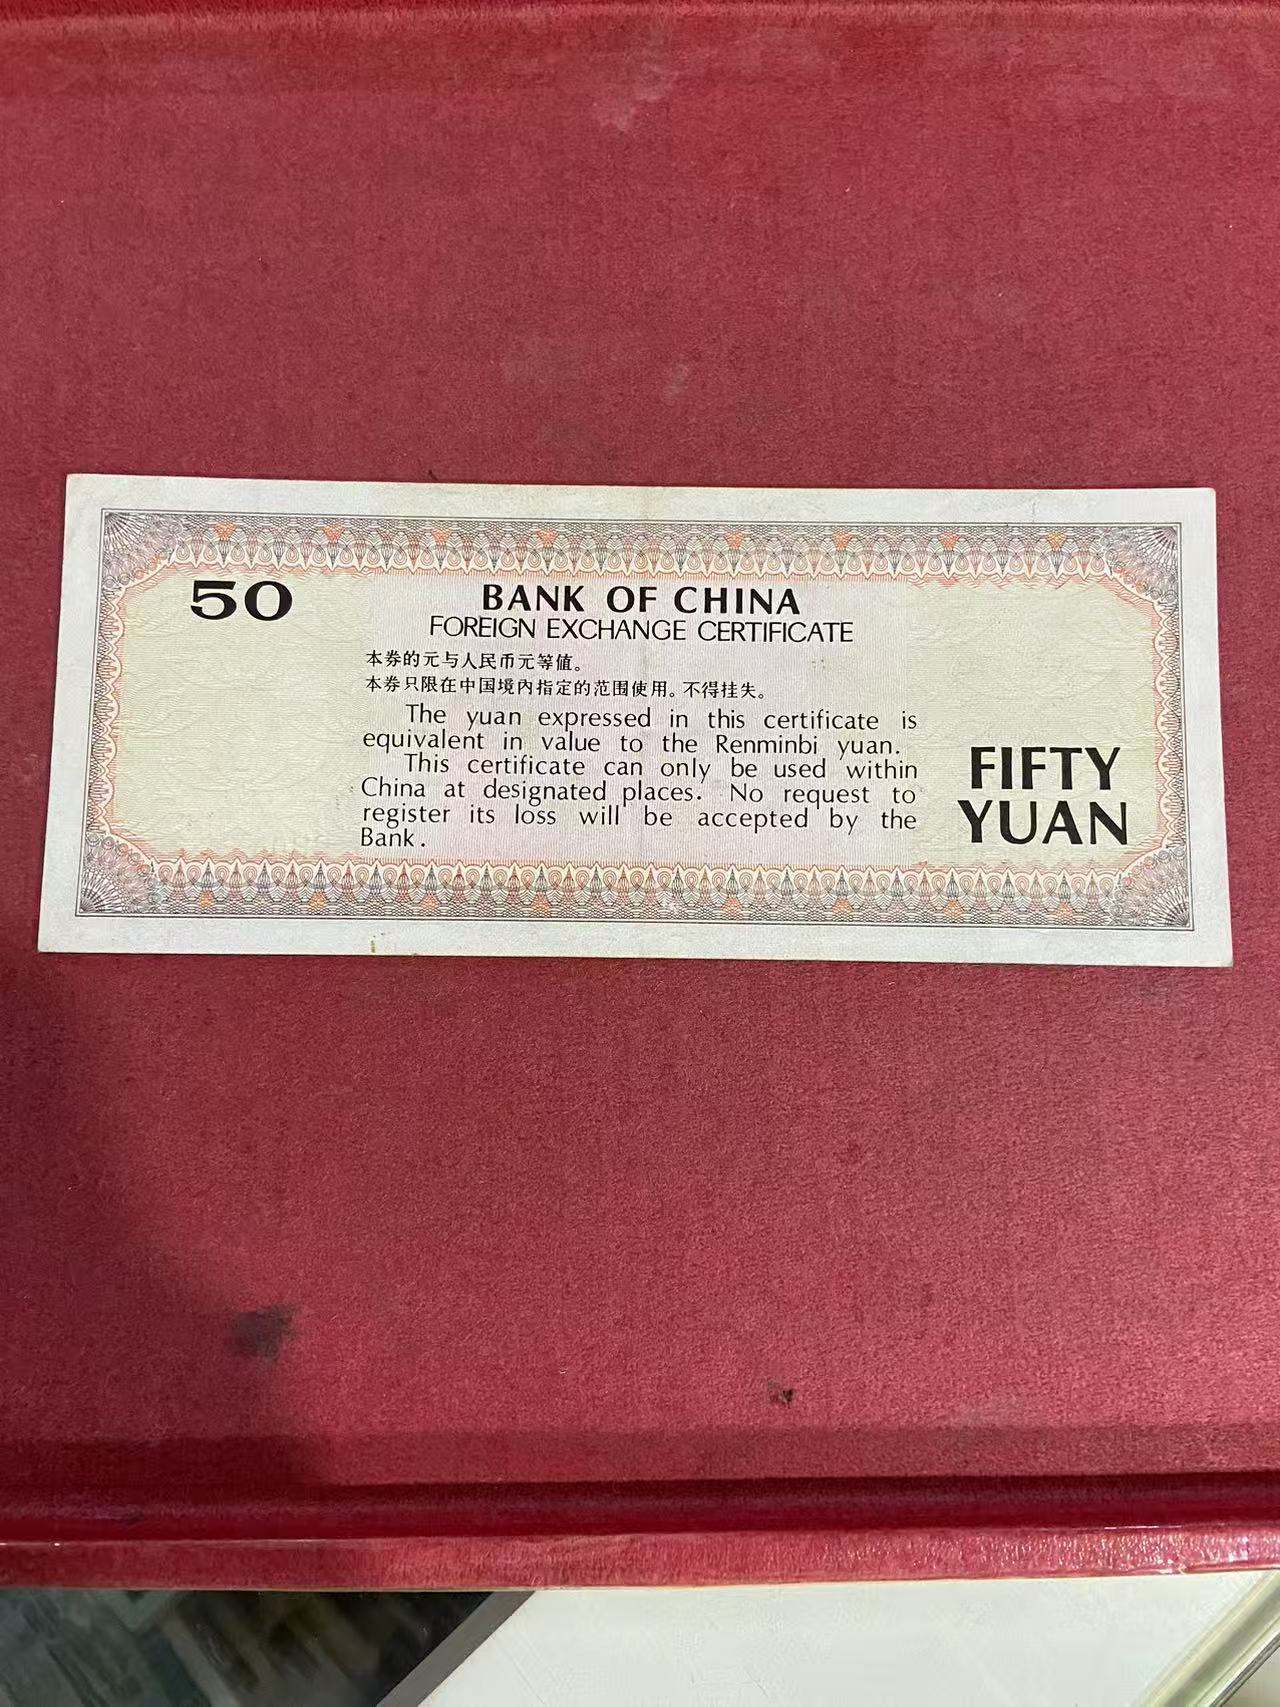 50
BANK OF CHINA
FOREIGN EXCHANGE CERTIFICATE
本券的元与人民币元等值。
本券只限在中国境内指定的范围使用。不得挂失。
The yuan expressed in this certificate is
equivalent in value to the Renminbi yuan.
This certificate can only be used within
China at designated places. No request to
register its loss will be accepted by the
Bank.
FIFTY
YUAN